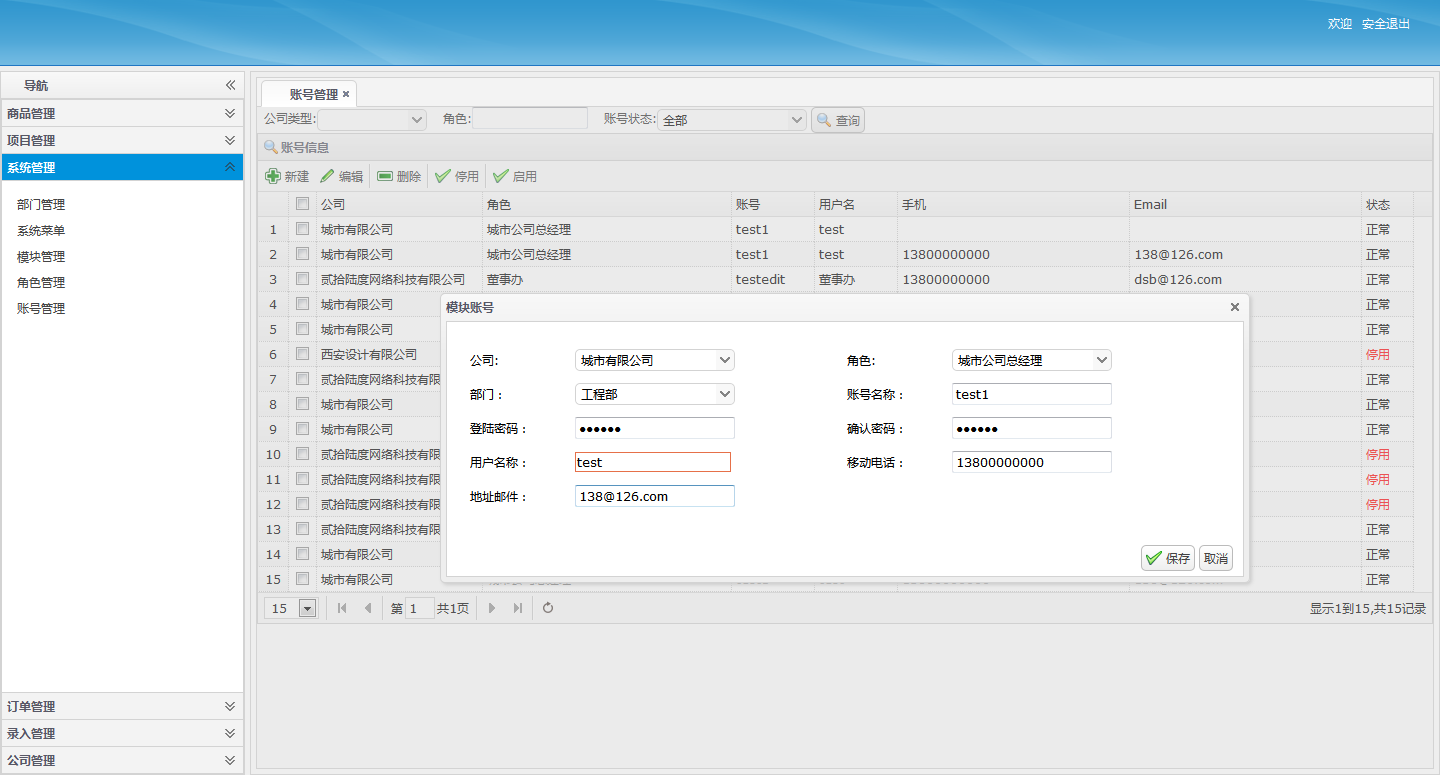 欢迎 安全退出
导航
商品管理
项目管理
系统管理
部门管理
系统菜单
模块管理
角色管理
账号管理
订单管理
录入管理
公司管理
账号管理
公司类型: 角色: 账号状态: 全部 查询
账号信息
新建 编辑 删除 停用 启用
公司 角色 账号 用户名 手机 Email 状态
1 城市有限公司 城市公司总经理 test1 test 正常
2 城市有限公司 城市公司总经理 test1 test 13800000000 138@126.com 正常
3 贰拾陆度网络科技有限公司 董事办 testedit 董事办 13800000000 dsb@126.com 正常
4 城市有限公司 正常
5 城市有限公司 正常
6 西安设计有限公司 停用
7 贰拾陆度网络科技有限 正常
8 城市有限公司 正常
9 城市有限公司 正常
10 贰拾陆度网络科技有限 停用
11 贰拾陆度网络科技有限 停用
12 贰拾陆度网络科技有限 停用
13 贰拾陆度网络科技有限 正常
14 城市有限公司 正常
15 城市有限公司 正常
模块账号
公司: 城市有限公司 角色: 城市公司总经理
部门： 工程部 账号名称： test1
登陆密码： ●●●●●● 确认密码： ●●●●●●
用户名称： test 移动电话： 13800000000
地址邮件： 138@126.com
保存 取消
15 第 1 共1页 显示1到15,共15记录